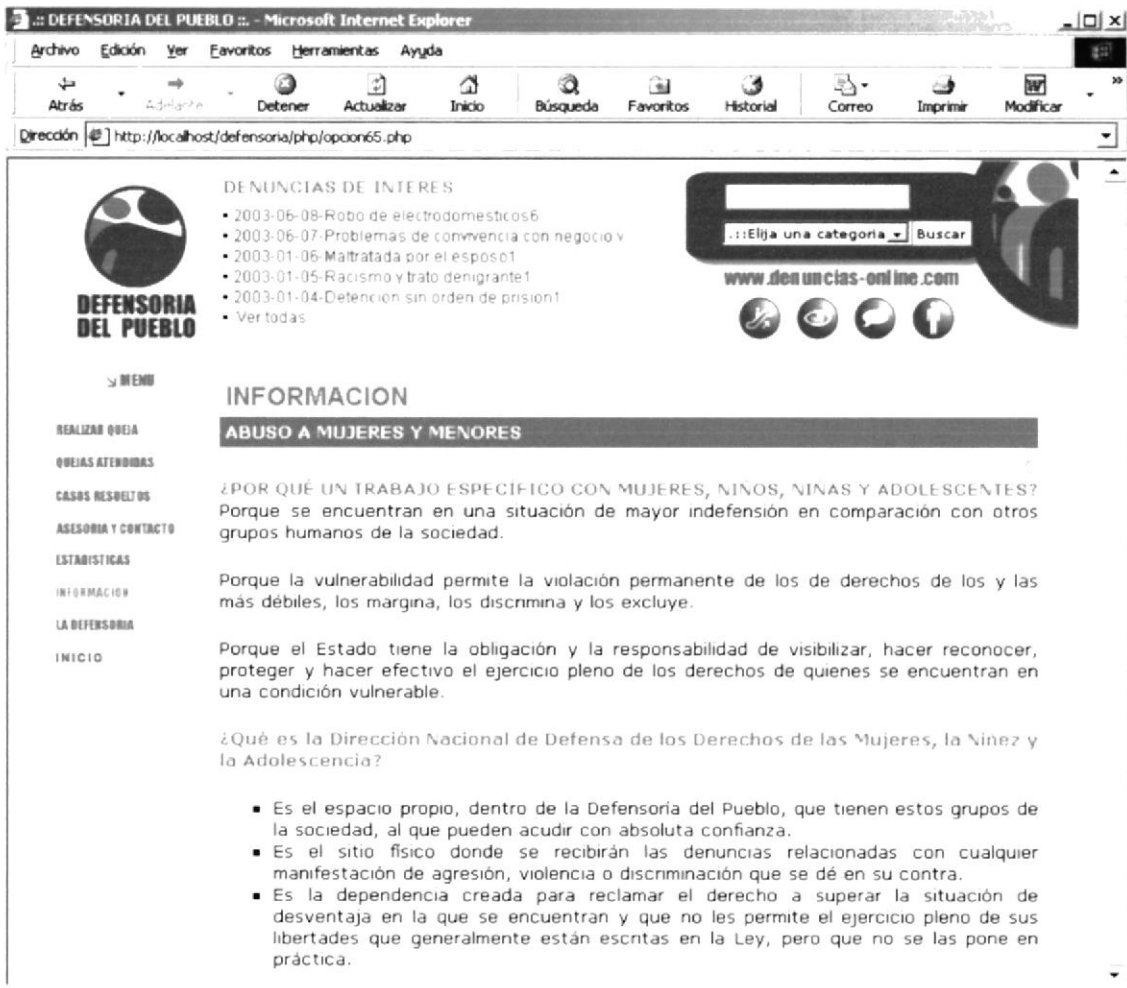 .:: DEFENSORIA DEL PUEBLO ::. - Microsoft Internet Explorer
Archivo Edición Ver Favoritos Herramientas Ayuda
Atrás Adelante Detener Actualizar Inicio Búsqueda Favoritos Historial Correo Imprimir Modificar »
Dirección http://localhost/defensoria/php/opcion65.php
DEFENSORIA
DEL PUEBLO
DENUNCIAS DE INTERES
▪ 2003-06-08-Robo de electrodomesticos6
▪ 2003-06-07-Problemas de convivencia con negocio y
▪ 2003-01-06-Maltratada por el esposo1
▪ 2003-01-05-Racismo y trato denigrante1
▪ 2003-01-04-Detencion sin orden de prision1
▪ Ver todas
.::Elija una categoria Buscar
www.denuncias-online.com
MENU
REALIZAR QUEJA
QUEJAS ATENDIDAS
CASOS RESUELTOS
ASESORIA Y CONTACTO
ESTADISTICAS
INFORMACION
LA DEFENSORIA
INICIO
INFORMACION
ABUSO A MUJERES Y MENORES
¿POR QUÉ UN TRABAJO ESPECÍFICO CON MUJERES, NIÑOS, NIÑAS Y ADOLESCENTES?
Porque se encuentran en una situación de mayor indefensión en comparación con otros
grupos humanos de la sociedad.
Porque la vulnerabilidad permite la violación permanente de los de derechos de los y las
más débiles, los margina, los discrimina y los excluye.
Porque el Estado tiene la obligación y la responsabilidad de visibilizar, hacer reconocer,
proteger y hacer efectivo el ejercicio pleno de los derechos de quienes se encuentran en
una condición vulnerable.
¿Qué es la Dirección Nacional de Defensa de los Derechos de las Mujeres, la Niñez y
la Adolescencia?
▪ Es el espacio propio, dentro de la Defensoría del Pueblo, que tienen estos grupos de
la sociedad, al que pueden acudir con absoluta confianza.
▪ Es el sitio físico donde se recibirán las denuncias relacionadas con cualquier
manifestación de agresión, violencia o discriminación que se dé en su contra.
▪ Es la dependencia creada para reclamar el derecho a superar la situación de
desventaja en la que se encuentran y que no les permite el ejercicio pleno de sus
libertades que generalmente están escritas en la Ley, pero que no se las pone en
práctica.